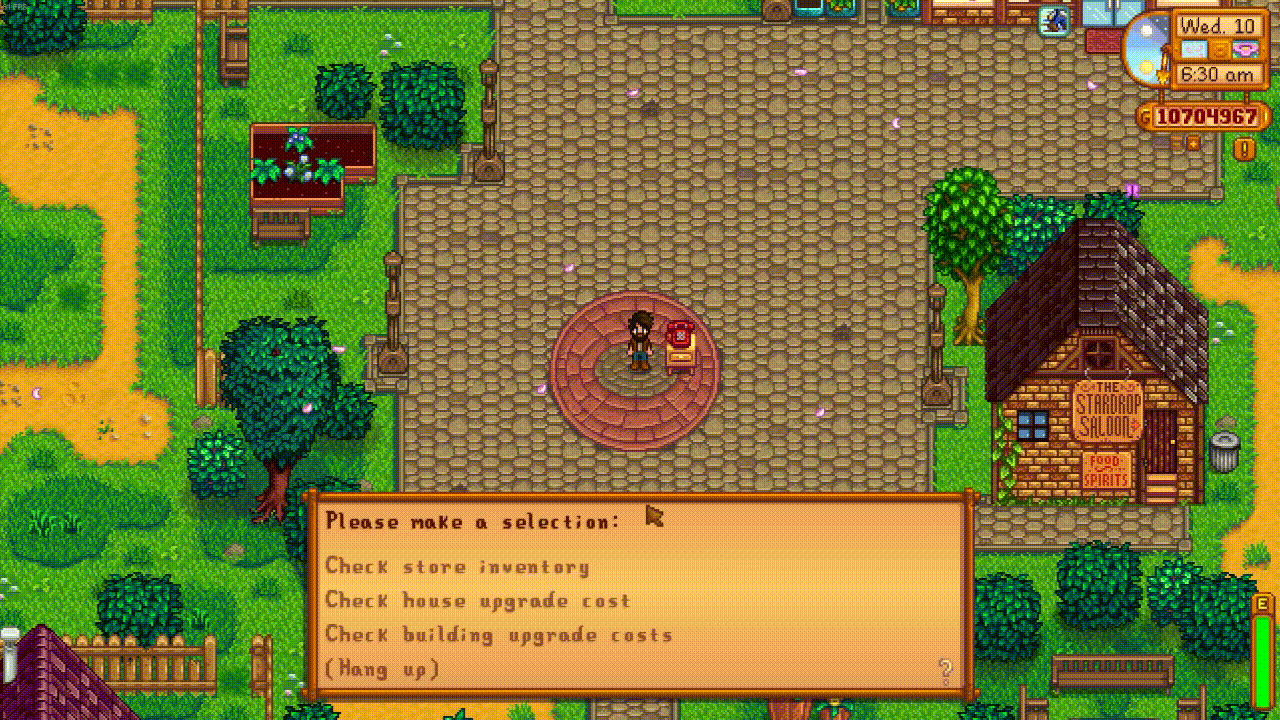 Wed. 10
6:30 am
G 10704967
!
THE
STARDROP
SALOON
FOOD
SPIRITS
Please make a selection:
Check store inventory
Check house upgrade cost
Check building upgrade costs
(Hang up)
?
E